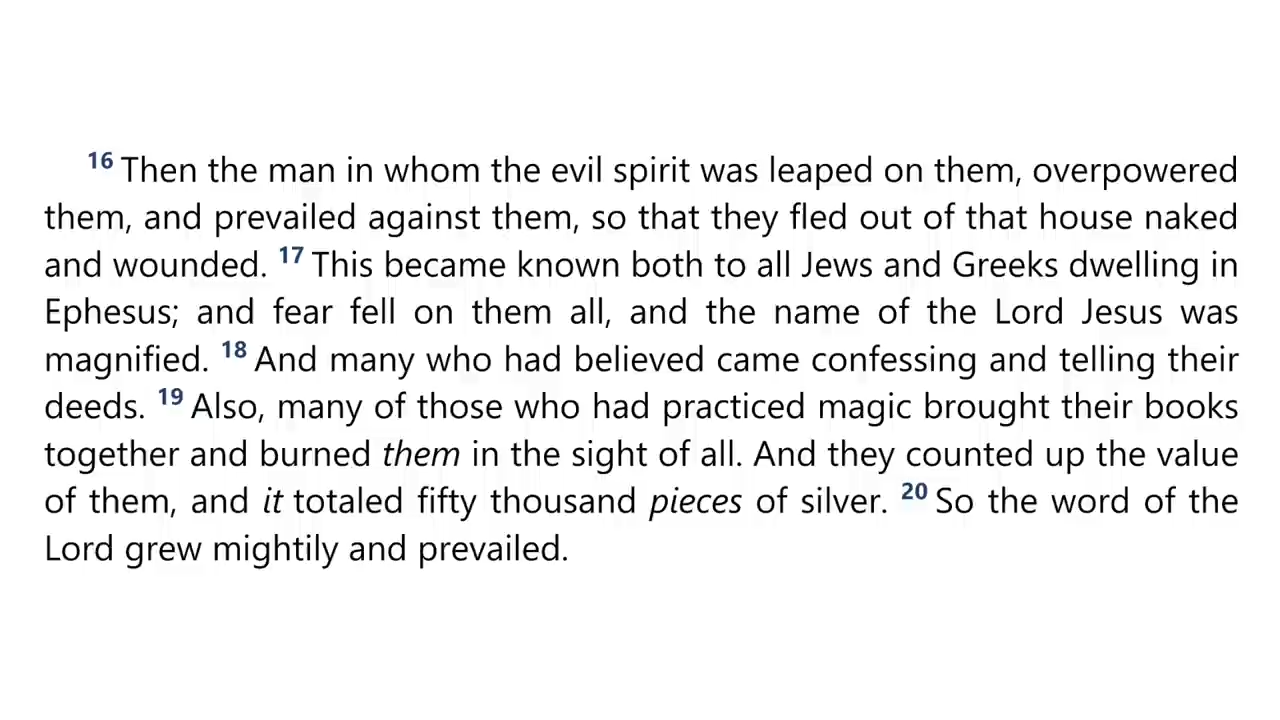 16 Then the man in whom the evil spirit was leaped on them, overpowered
them, and prevailed against them, so that they fled out of that house naked
and wounded. 17 This became known both to all Jews and Greeks dwelling in
Ephesus; and fear fell on them all, and the name of the Lord Jesus was
magnified. 18 And many who had believed came confessing and telling their
deeds. 19 Also, many of those who had practiced magic brought their books
together and burned them in the sight of all. And they counted up the value
of them, and it totaled fifty thousand pieces of silver. 20 So the word of the
Lord grew mightily and prevailed.